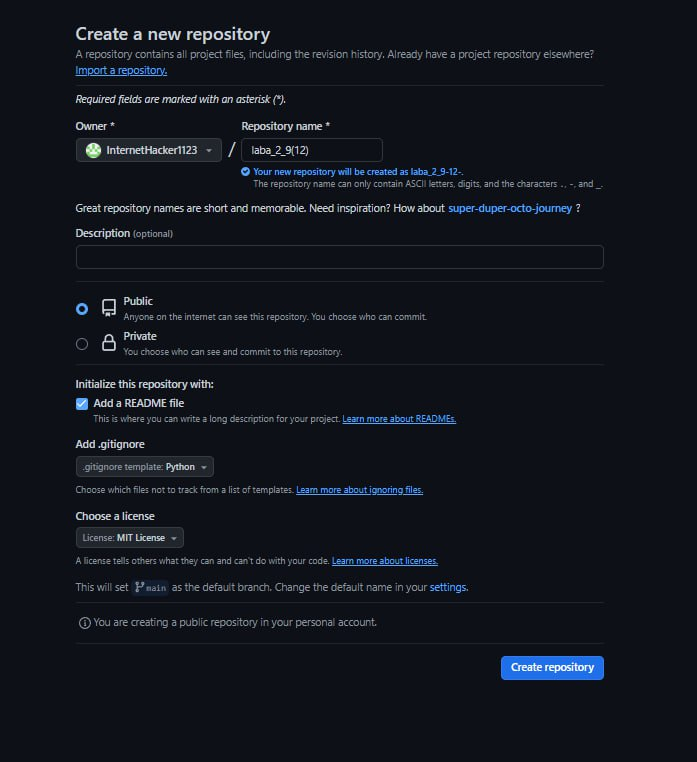 Create a new repository
A repository contains all project files, including the revision history. Already have a project repository elsewhere?
Import a repository.
Required fields are marked with an asterisk (*).
Owner * Repository name *
InternetHacker1123 / laba_2_9(12)
Your new repository will be created as laba_2_9-12-.
The repository name can only contain ASCII letters, digits, and the characters ., -, and _.
Great repository names are short and memorable. Need inspiration? How about super-duper-octo-journey ?
Description (optional)
Public
Anyone on the internet can see this repository. You choose who can commit.
Private
You choose who can see and commit to this repository.
Initialize this repository with:
Add a README file
This is where you can write a long description for your project. Learn more about READMEs.
Add .gitignore
.gitignore template: Python
Choose which files not to track from a list of templates. Learn more about ignoring files.
Choose a license
License: MIT License
A license tells others what they can and can't do with your code. Learn more about licenses.
This will set main as the default branch. Change the default name in your settings.
You are creating a public repository in your personal account.
Create repository